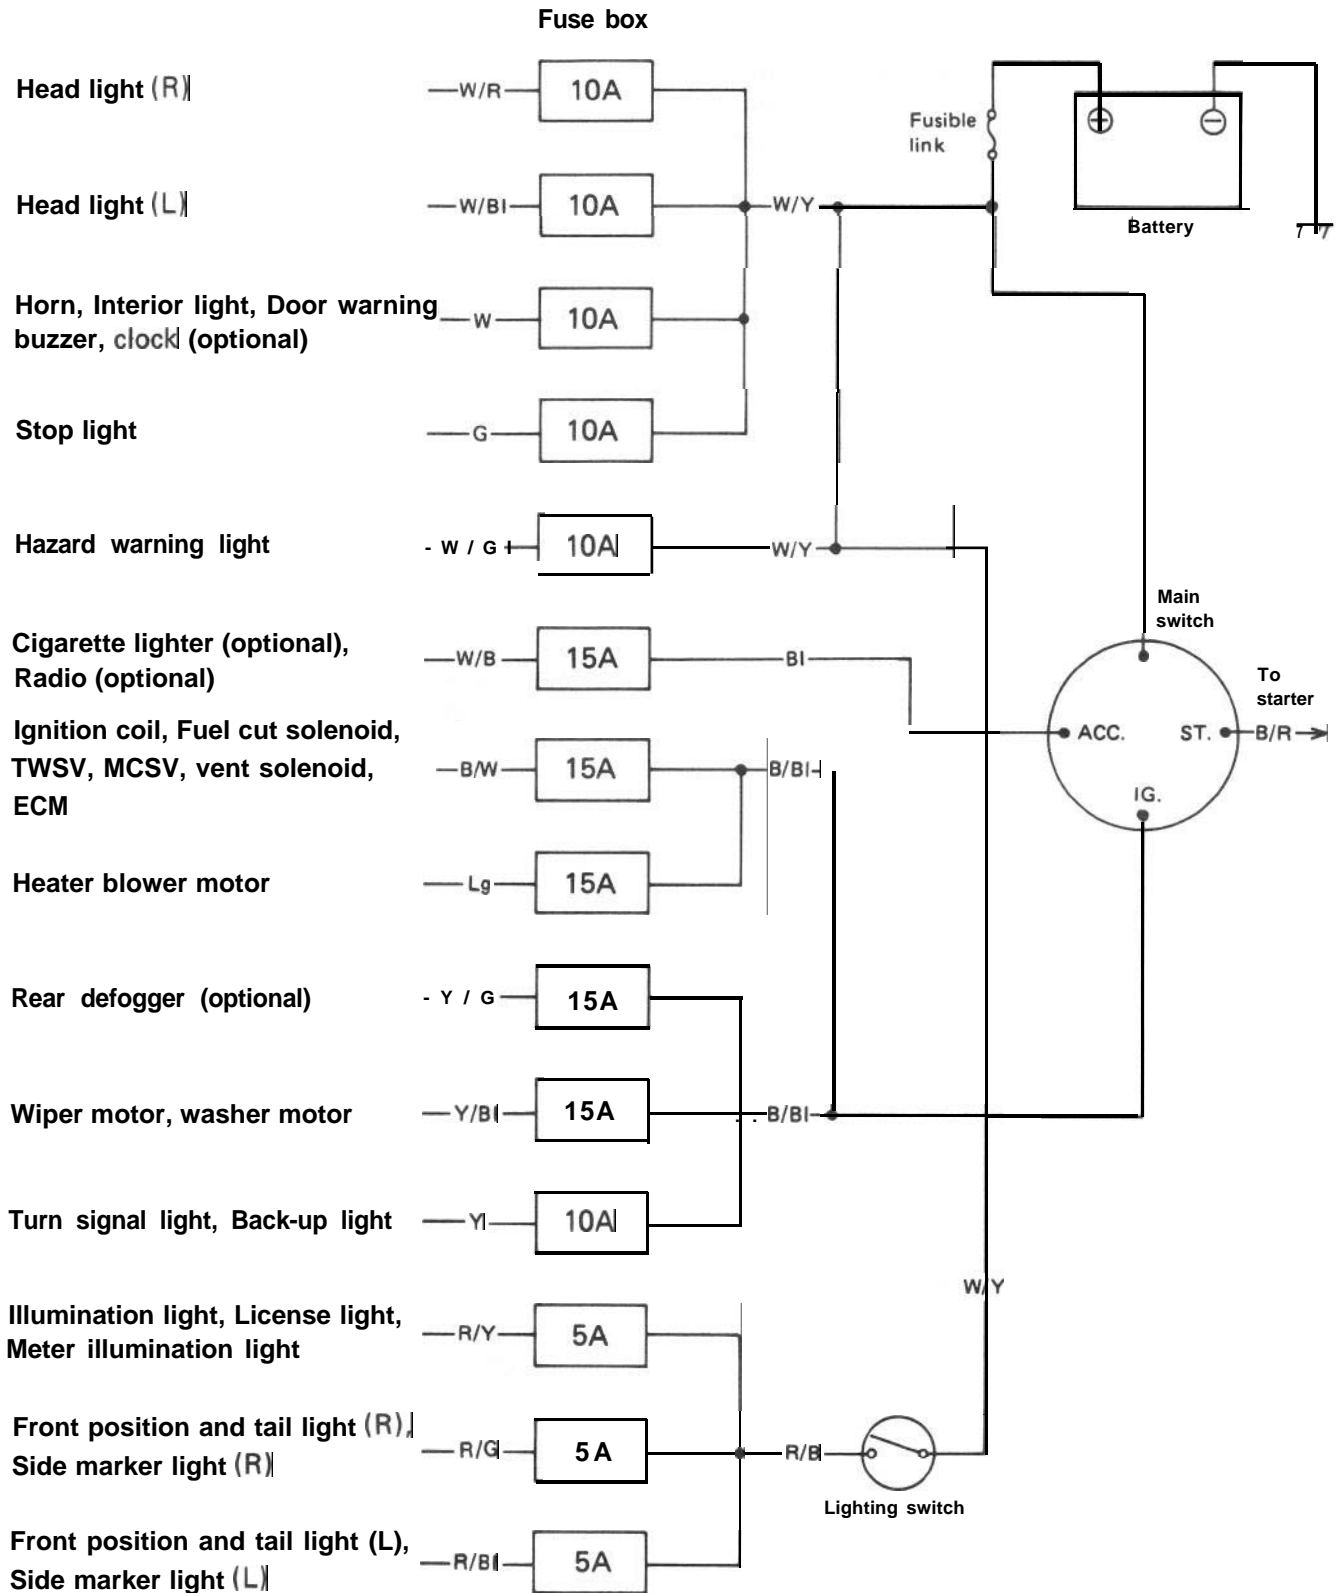 Fuse box
Head light (R)
W/R
10A
Fusible
link
Battery
Head light (L)
W/Bl
10A
W/Y
Horn, Interior light, Door warning
buzzer, clock (optional)
W
10A
Stop light
G
10A
Hazard warning light
- W / G
10A
W/Y
Main
switch
Cigarette lighter (optional),
Radio (optional)
W/B
15A
Bl
To
starter
ACC.
ST.
B/R
IG.
Ignition coil, Fuel cut solenoid,
TWSV, MCSV, vent solenoid,
ECM
B/W
15A
B/Bl
Heater blower motor
Lg
15A
Rear defogger (optional)
- Y / G
15A
Wiper motor, washer motor
Y/Bl
15A
B/Bl
Turn signal light, Back-up light
Y
10A
W/Y
Illumination light, License light,
Meter illumination light
R/Y
5A
Front position and tail light (R),
Side marker light (R)
R/G
5A
R/B
Lighting switch
Front position and tail light (L),
Side marker light (L)
R/Bl
5A